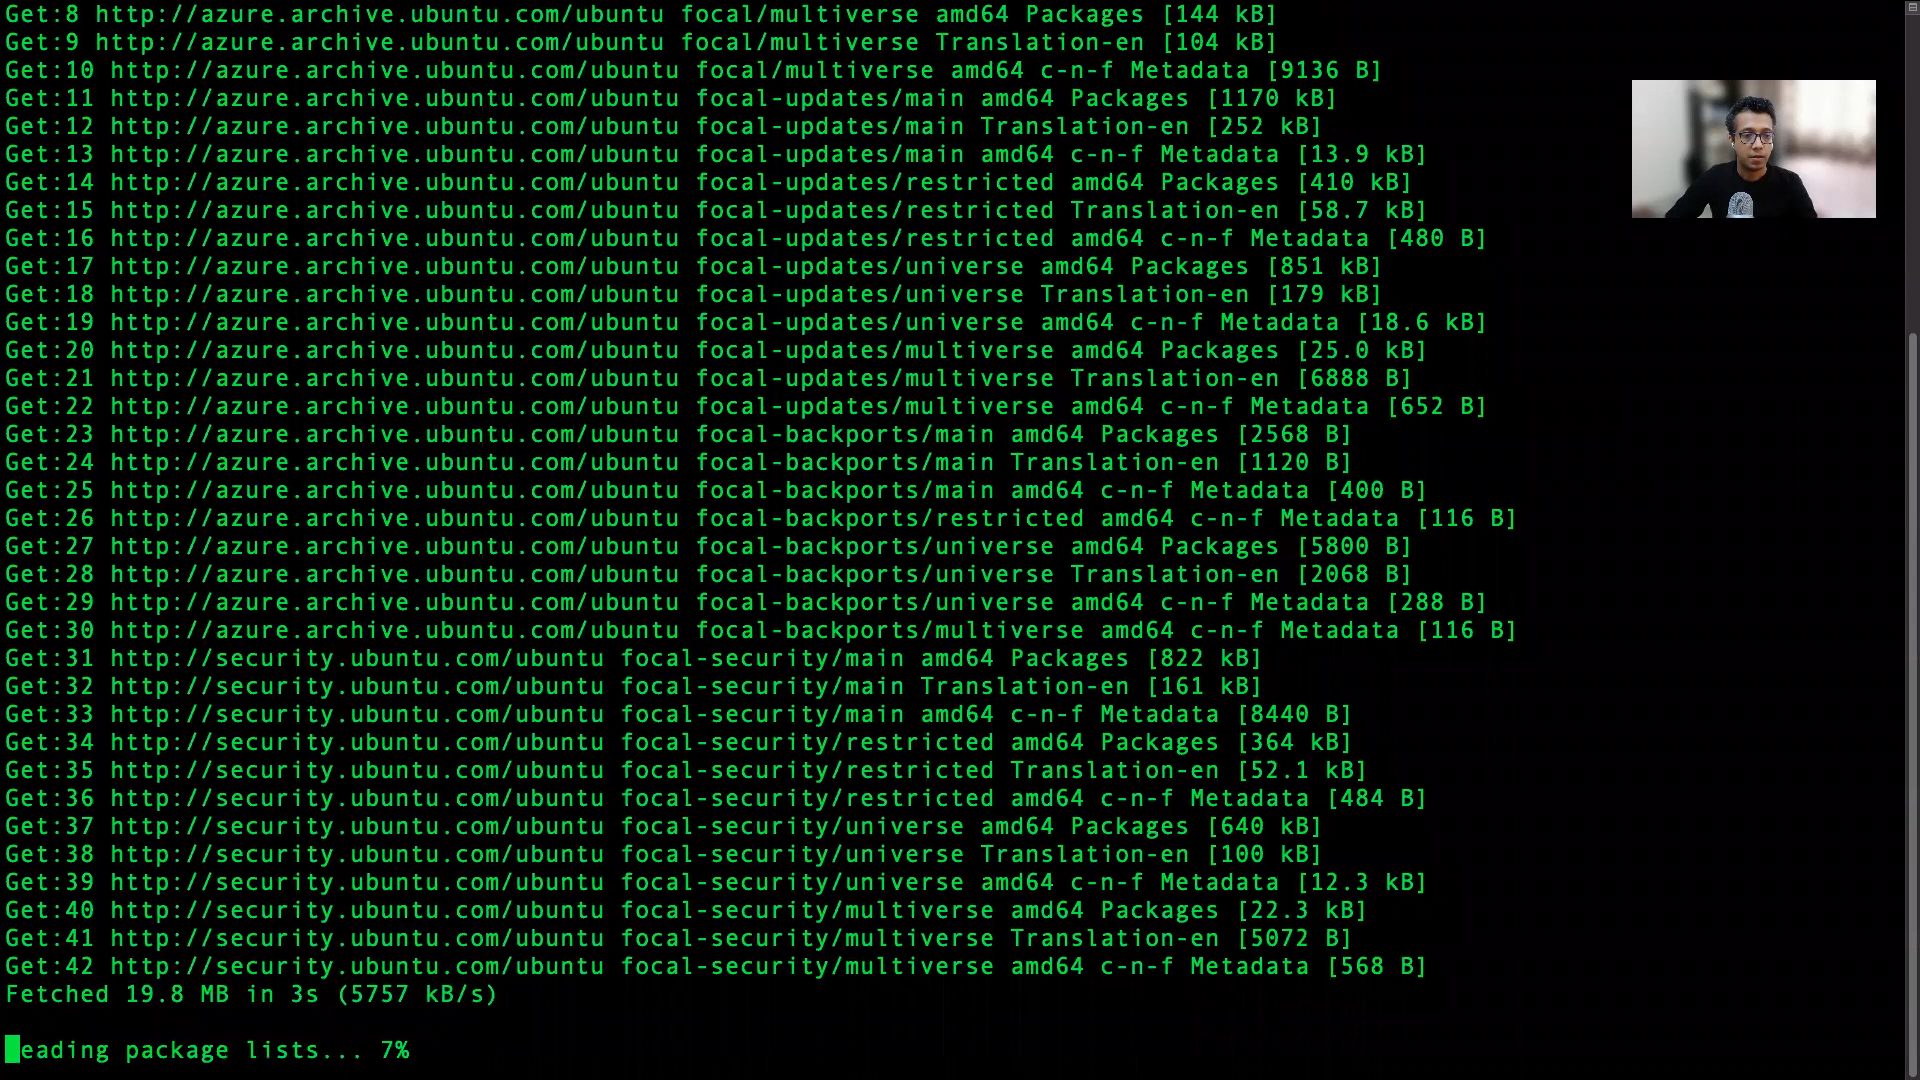 Get:8 http://azure.archive.ubuntu.com/ubuntu focal/multiverse amd64 Packages [144 kB]
Get:9 http://azure.archive.ubuntu.com/ubuntu focal/multiverse Translation-en [104 kB]
Get:10 http://azure.archive.ubuntu.com/ubuntu focal/multiverse amd64 c-n-f Metadata [9136 B]
Get:11 http://azure.archive.ubuntu.com/ubuntu focal-updates/main amd64 Packages [1170 kB]
Get:12 http://azure.archive.ubuntu.com/ubuntu focal-updates/main Translation-en [252 kB]
Get:13 http://azure.archive.ubuntu.com/ubuntu focal-updates/main amd64 c-n-f Metadata [13.9 kB]
Get:14 http://azure.archive.ubuntu.com/ubuntu focal-updates/restricted amd64 Packages [410 kB]
Get:15 http://azure.archive.ubuntu.com/ubuntu focal-updates/restricted Translation-en [58.7 kB]
Get:16 http://azure.archive.ubuntu.com/ubuntu focal-updates/restricted amd64 c-n-f Metadata [480 B]
Get:17 http://azure.archive.ubuntu.com/ubuntu focal-updates/universe amd64 Packages [851 kB]
Get:18 http://azure.archive.ubuntu.com/ubuntu focal-updates/universe Translation-en [179 kB]
Get:19 http://azure.archive.ubuntu.com/ubuntu focal-updates/universe amd64 c-n-f Metadata [18.6 kB]
Get:20 http://azure.archive.ubuntu.com/ubuntu focal-updates/multiverse amd64 Packages [25.0 kB]
Get:21 http://azure.archive.ubuntu.com/ubuntu focal-updates/multiverse Translation-en [6888 B]
Get:22 http://azure.archive.ubuntu.com/ubuntu focal-updates/multiverse amd64 c-n-f Metadata [652 B]
Get:23 http://azure.archive.ubuntu.com/ubuntu focal-backports/main amd64 Packages [2568 B]
Get:24 http://azure.archive.ubuntu.com/ubuntu focal-backports/main Translation-en [1120 B]
Get:25 http://azure.archive.ubuntu.com/ubuntu focal-backports/main amd64 c-n-f Metadata [400 B]
Get:26 http://azure.archive.ubuntu.com/ubuntu focal-backports/restricted amd64 c-n-f Metadata [116 B]
Get:27 http://azure.archive.ubuntu.com/ubuntu focal-backports/universe amd64 Packages [5800 B]
Get:28 http://azure.archive.ubuntu.com/ubuntu focal-backports/universe Translation-en [2068 B]
Get:29 http://azure.archive.ubuntu.com/ubuntu focal-backports/universe amd64 c-n-f Metadata [288 B]
Get:30 http://azure.archive.ubuntu.com/ubuntu focal-backports/multiverse amd64 c-n-f Metadata [116 B]
Get:31 http://security.ubuntu.com/ubuntu focal-security/main amd64 Packages [822 kB]
Get:32 http://security.ubuntu.com/ubuntu focal-security/main Translation-en [161 kB]
Get:33 http://security.ubuntu.com/ubuntu focal-security/main amd64 c-n-f Metadata [8440 B]
Get:34 http://security.ubuntu.com/ubuntu focal-security/restricted amd64 Packages [364 kB]
Get:35 http://security.ubuntu.com/ubuntu focal-security/restricted Translation-en [52.1 kB]
Get:36 http://security.ubuntu.com/ubuntu focal-security/restricted amd64 c-n-f Metadata [484 B]
Get:37 http://security.ubuntu.com/ubuntu focal-security/universe amd64 Packages [640 kB]
Get:38 http://security.ubuntu.com/ubuntu focal-security/universe Translation-en [100 kB]
Get:39 http://security.ubuntu.com/ubuntu focal-security/universe amd64 c-n-f Metadata [12.3 kB]
Get:40 http://security.ubuntu.com/ubuntu focal-security/multiverse amd64 Packages [22.3 kB]
Get:41 http://security.ubuntu.com/ubuntu focal-security/multiverse Translation-en [5072 B]
Get:42 http://security.ubuntu.com/ubuntu focal-security/multiverse amd64 c-n-f Metadata [568 B]
Fetched 19.8 MB in 3s (5757 kB/s)
eading package lists... 7%